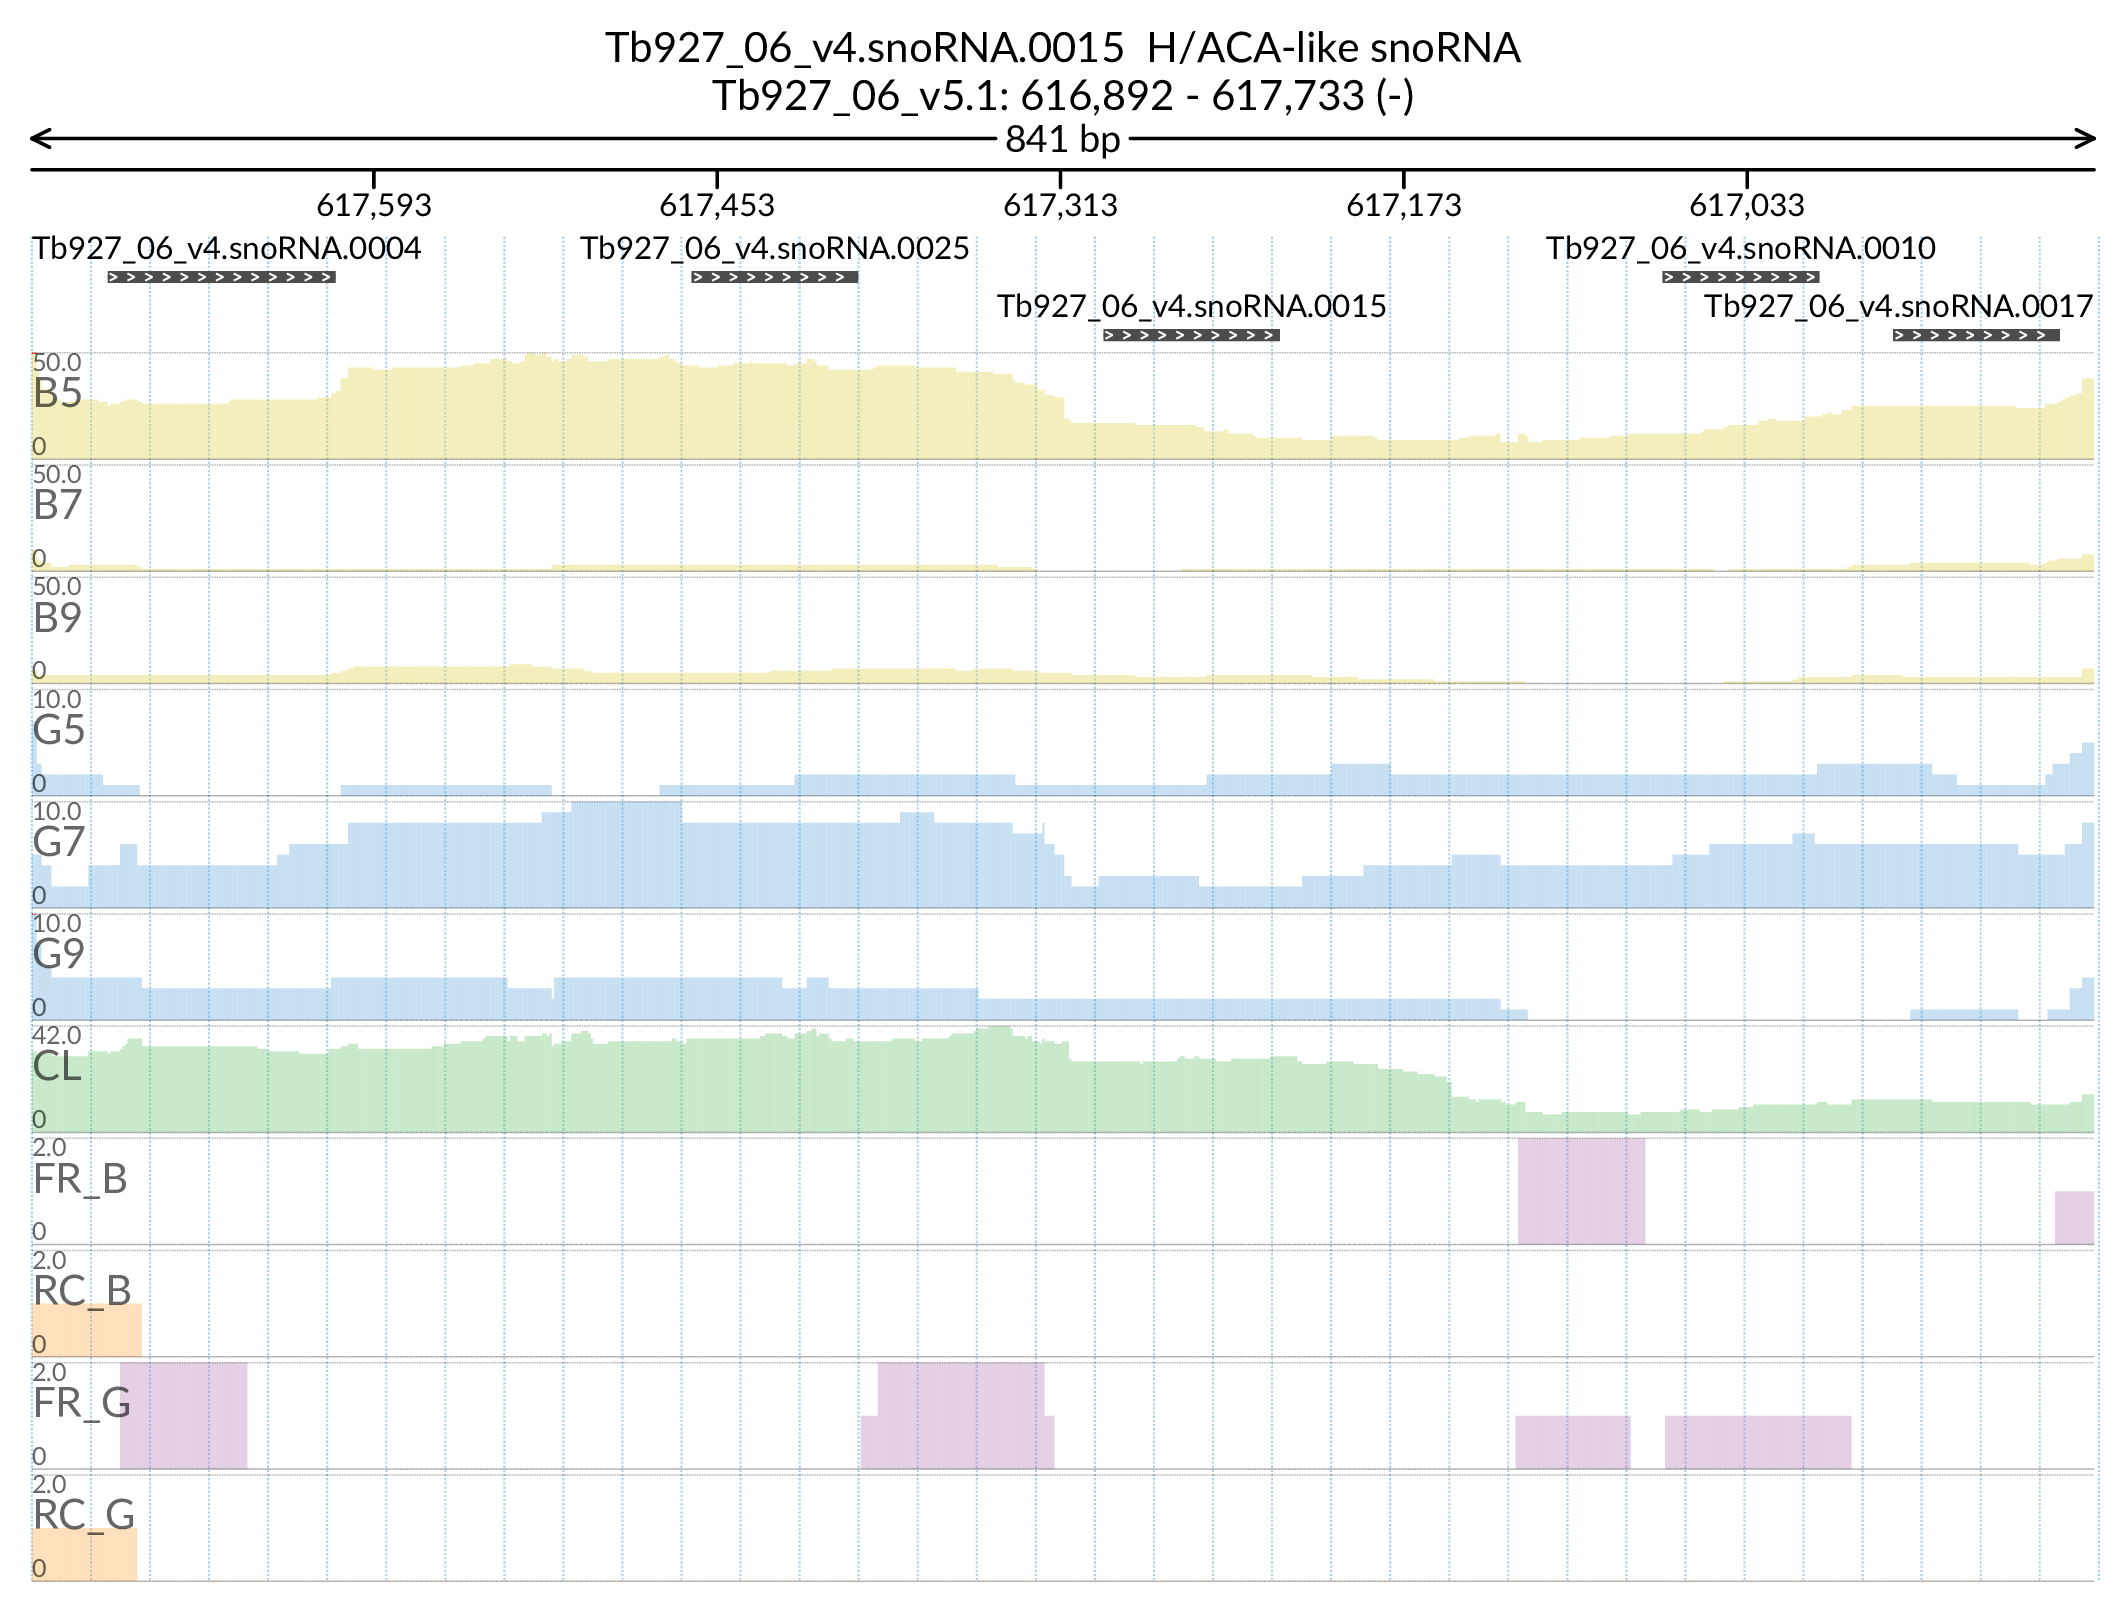 Tb927_06_v4.snoRNA.0015 H/ACA-like snoRNA
Tb927_06_v5.1: 616,892 - 617,733 (-)
841 bp
617,593 617,453 617,313 617,173 617,033
Tb927_06_v4.snoRNA.0004 Tb927_06_v4.snoRNA.0025 Tb927_06_v4.snoRNA.0010
Tb927_06_v4.snoRNA.0015 Tb927_06_v4.snoRNA.0017
50.0
B5
0
50.0
B7
0
50.0
B9
0
10.0
G5
0
10.0
G7
0
10.0
G9
0
42.0
CL
0
2.0
FR_B
0
2.0
RC_B
0
2.0
FR_G
0
2.0
RC_G
0